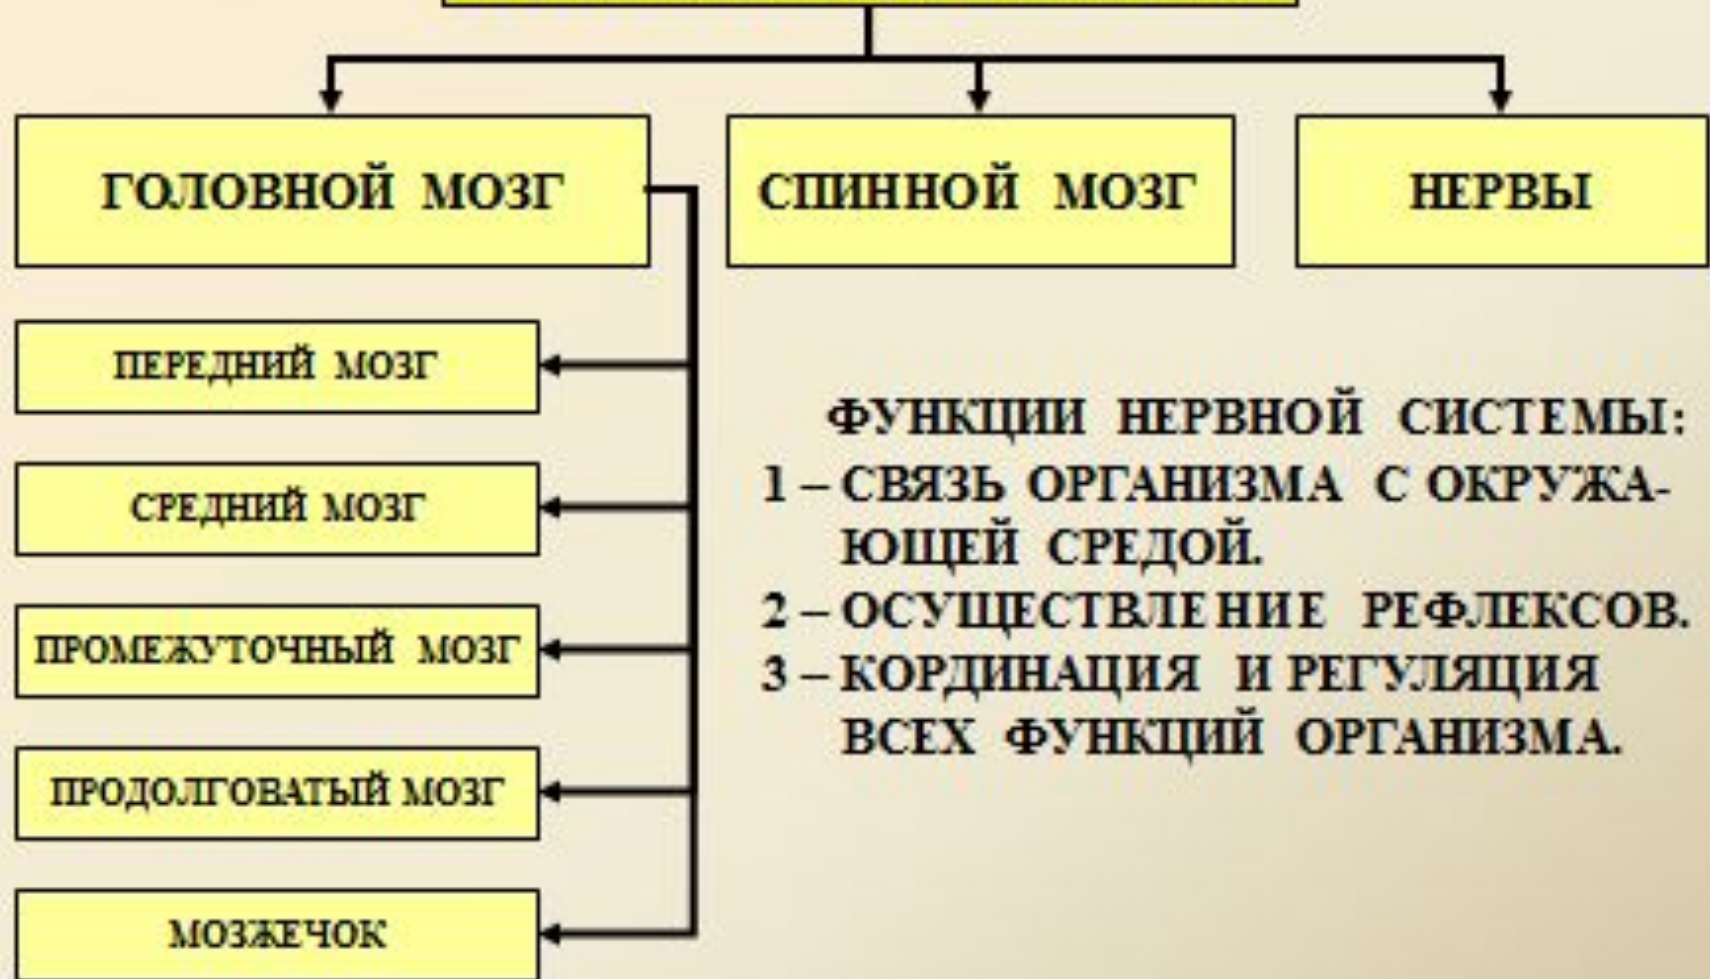 ГОЛОВНОЙ МОЗГ
СПИННОЙ МОЗГ
НЕРВЫ
ПЕРЕДНИЙ МОЗГ
СРЕДНИЙ МОЗГ
ПРОМЕЖУТОЧНЫЙ МОЗГ
ПРОДОЛГОВАТЫЙ МОЗГ
МОЗЖЕЧОК
ФУНКЦИИ НЕРВНОЙ СИСТЕМЫ:
1 – СВЯЗЬ ОРГАНИЗМА С ОКРУЖА-
ЮЩЕЙ СРЕДОЙ.
2 – ОСУЩЕСТВЛЕНИЕ РЕФЛЕКСОВ.
3 – КОРДИНАЦИЯ И РЕГУЛЯЦИЯ
ВСЕХ ФУНКЦИЙ ОРГАНИЗМА.